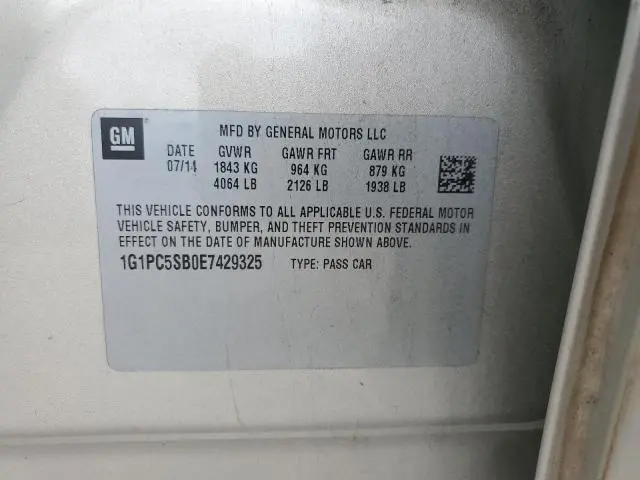 GM
MFD BY GENERAL MOTORS LLC
DATE GVWR GAWR FRT GAWR RR
07/14 1843 KG 964 KG 879 KG
4064 LB 2126 LB 1938 LB
THIS VEHICLE CONFORMS TO ALL APPLICABLE U.S. FEDERAL MOTOR
VEHICLE SAFETY, BUMPER, AND THEFT PREVENTION STANDARDS IN
EFFECT ON THE DATE OF MANUFACTURE SHOWN ABOVE.
1G1PC5SB0E7429325 TYPE: PASS CAR